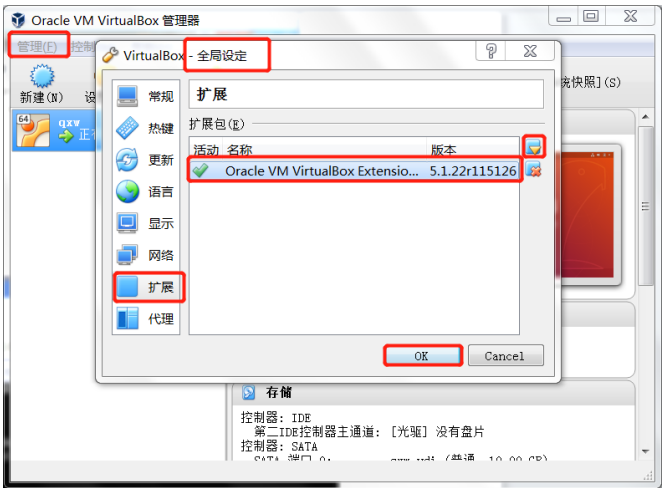 Oracle VM VirtualBox 管理器
管理(F) 控制
VirtualBox - 全局设定
新建(N) 设
统快照](S)
64 qxw
正
常规
热键
更新
语言
显示
网络
扩展
代理
扩展
扩展包(E)
活动 名称 版本
Oracle VM VirtualBox Extensio... 5.1.22r115126
OK Cancel
存储
控制器: IDE
第二IDE控制器主通道: [光驱] 没有盘片
控制器: SATA